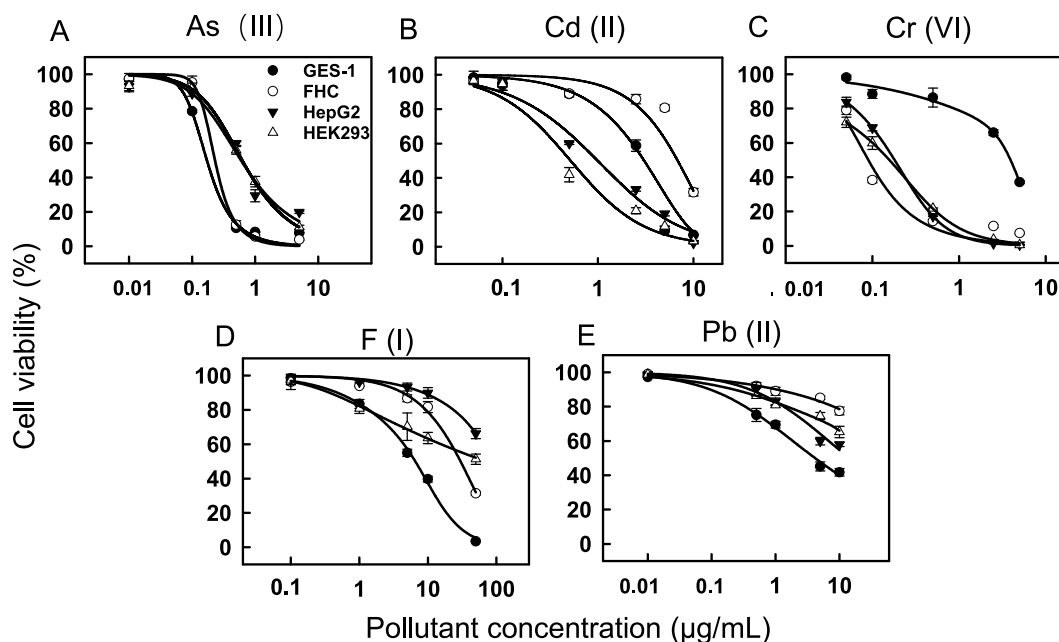 A As (III) B Cd (II) C Cr (VI)
GES-1
FHC
HepG2
HEK293
100
80
60
40
20
0
0.01 0.1 1 10
100
80
60
40
20
0
0.1 1 10
100
80
60
40
20
0
0.1 1 10
Cell viability (%)
D F (I) E Pb (II)
100
80
60
40
80
20
0
0.1 1 10 100
100
80
60
40
80
20
0
0.01 0.1 1 10
Pollutant concentration (µg/mL)